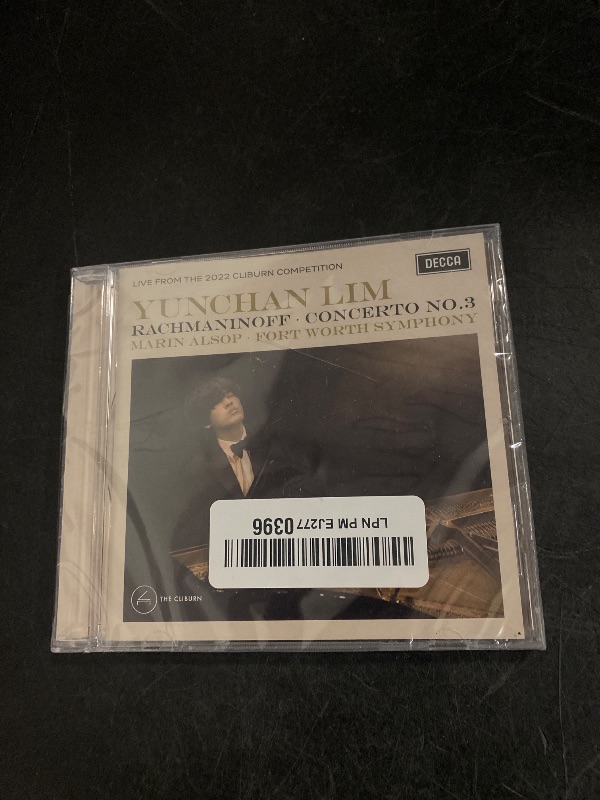 LIVE FROM THE 2022 CLIBURN COMPETITION
DECCA
YUNCHAN LIM
RACHMANINOFF · CONCERTO NO.3
MARIN ALSOP · FORT WORTH SYMPHONY
LPN PM EJ277 0396
THE CLIBURN